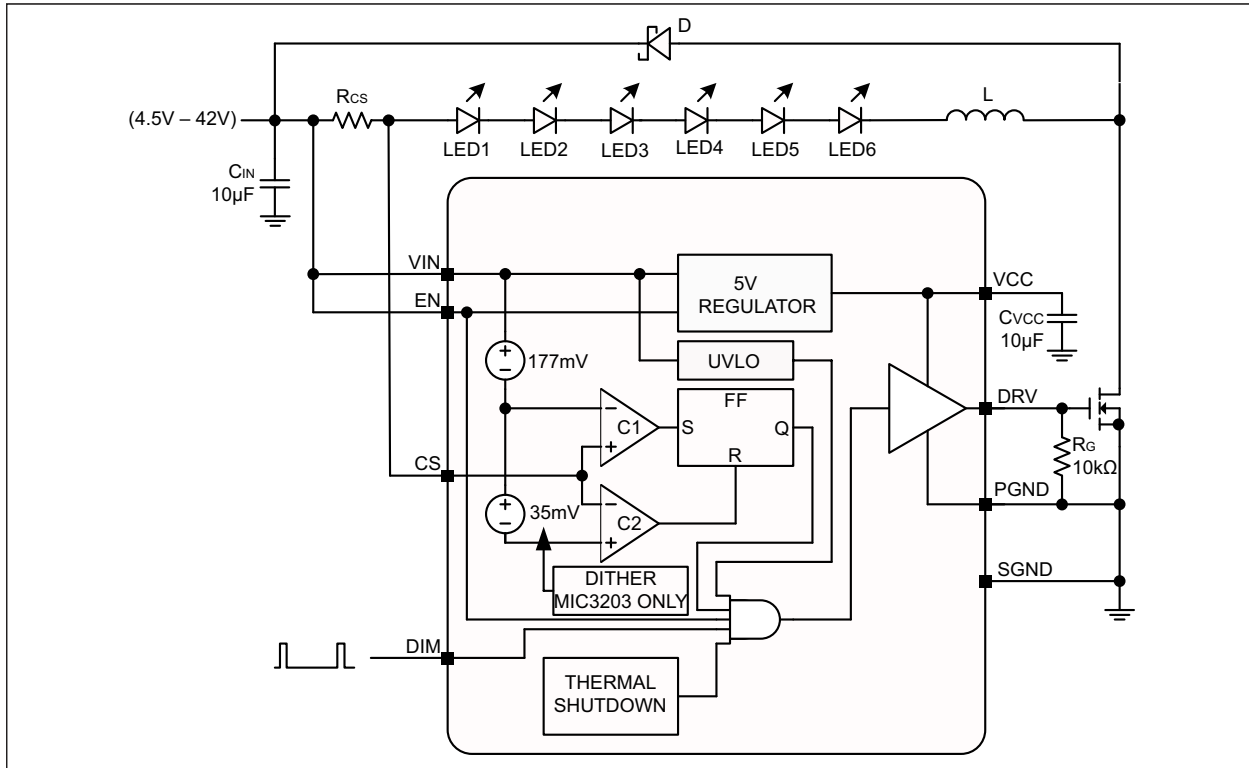 D
RCS
L
(4.5V – 42V)
LED1
LED2
LED3
LED4
LED5
LED6
CIN
10µF
VIN
EN
5V
REGULATOR
VCC
CVCC
10µF
177mV
UVLO
FF
C1
S
Q
R
DRV
CS
RG
10kΩ
35mV
C2
PGND
DITHER
MIC3203 ONLY
SGND
DIM
THERMAL
SHUTDOWN